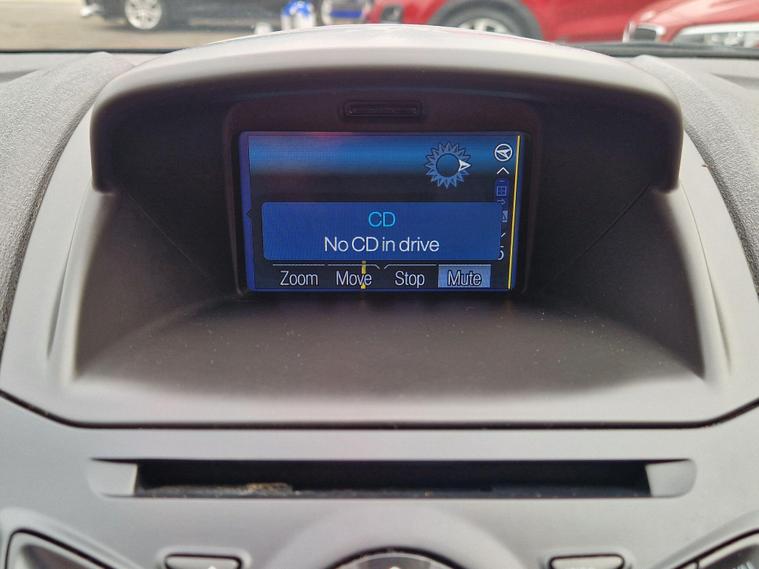 CD
No CD in drive
Zoom Move Stop Mute